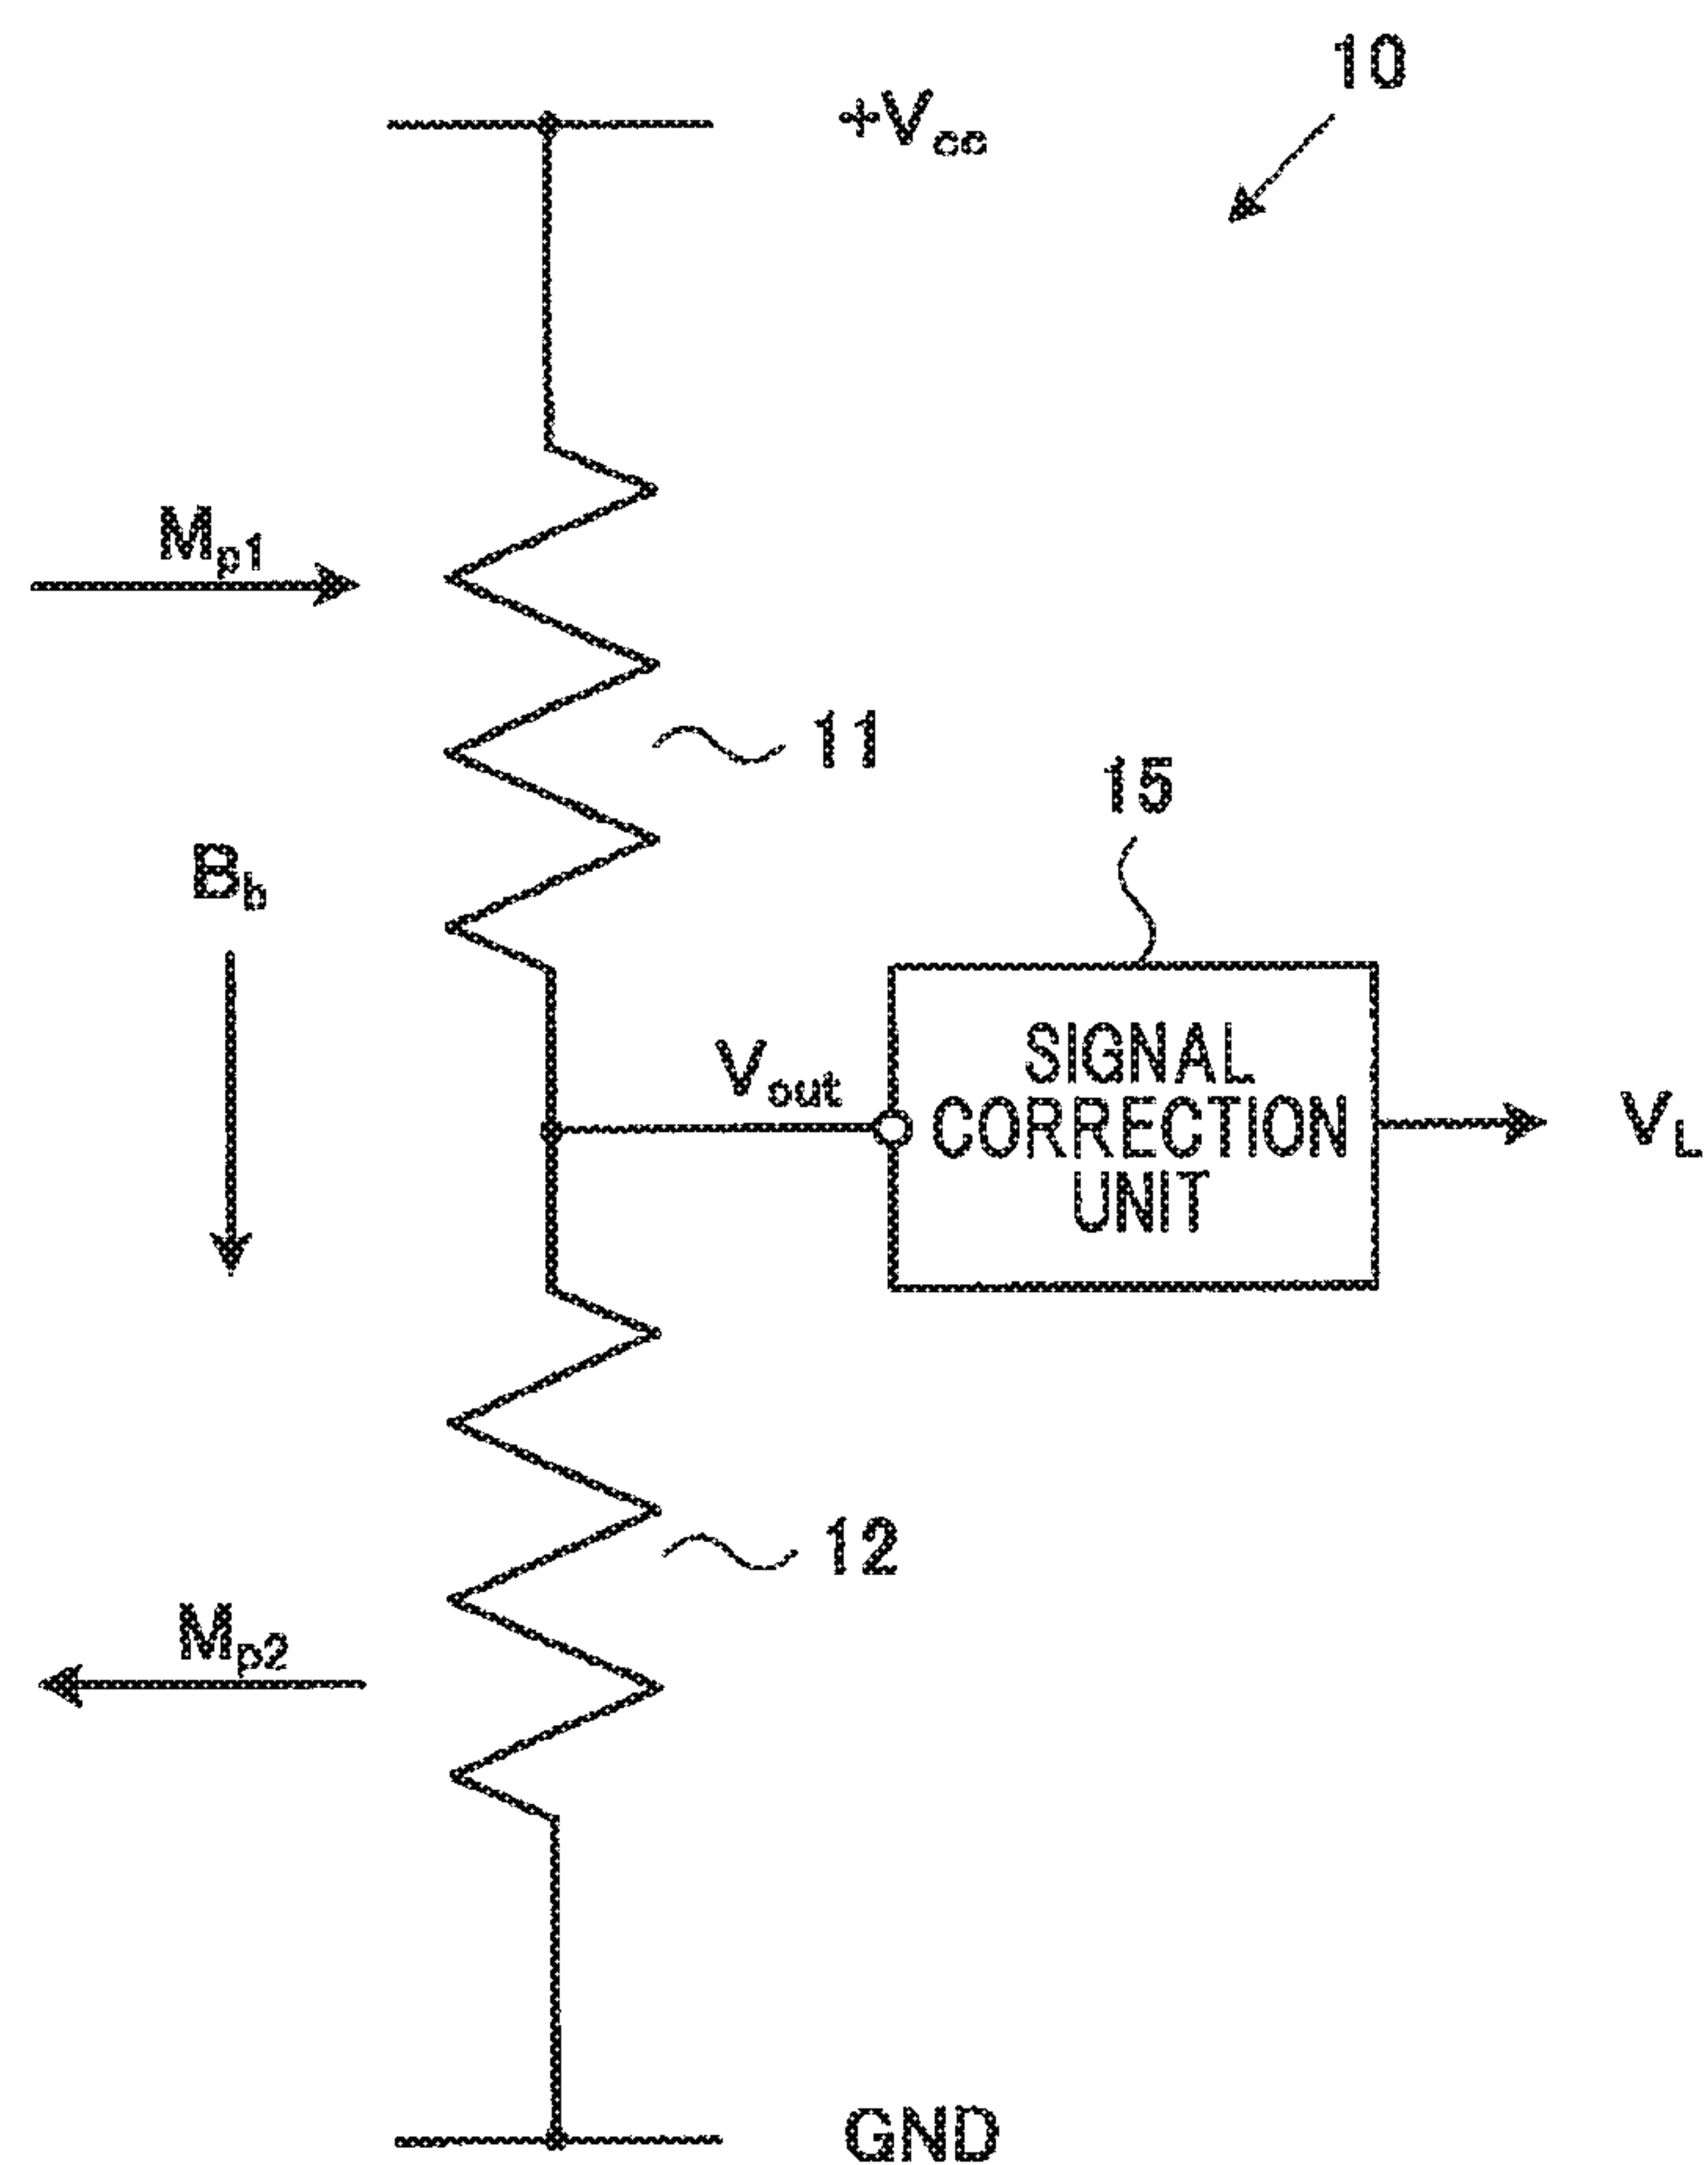 10
+Vcc
Mp1
11
15
Bb
Vout
SIGNAL
CORRECTION
UNIT
VL
12
Mp2
GND